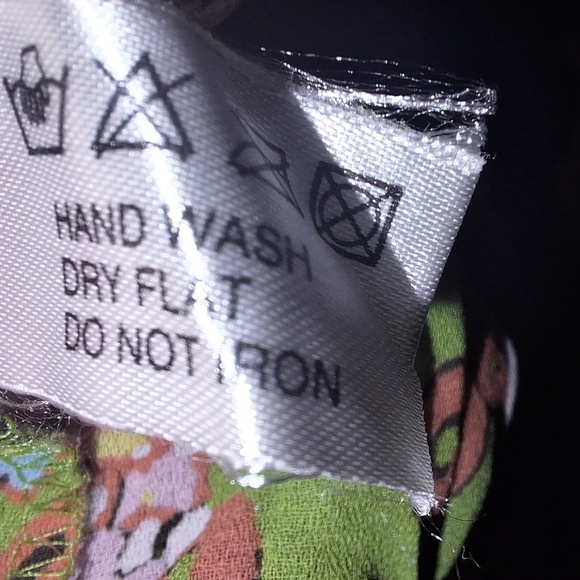 HAND WASH
DRY FLAT
DO NOT IRON